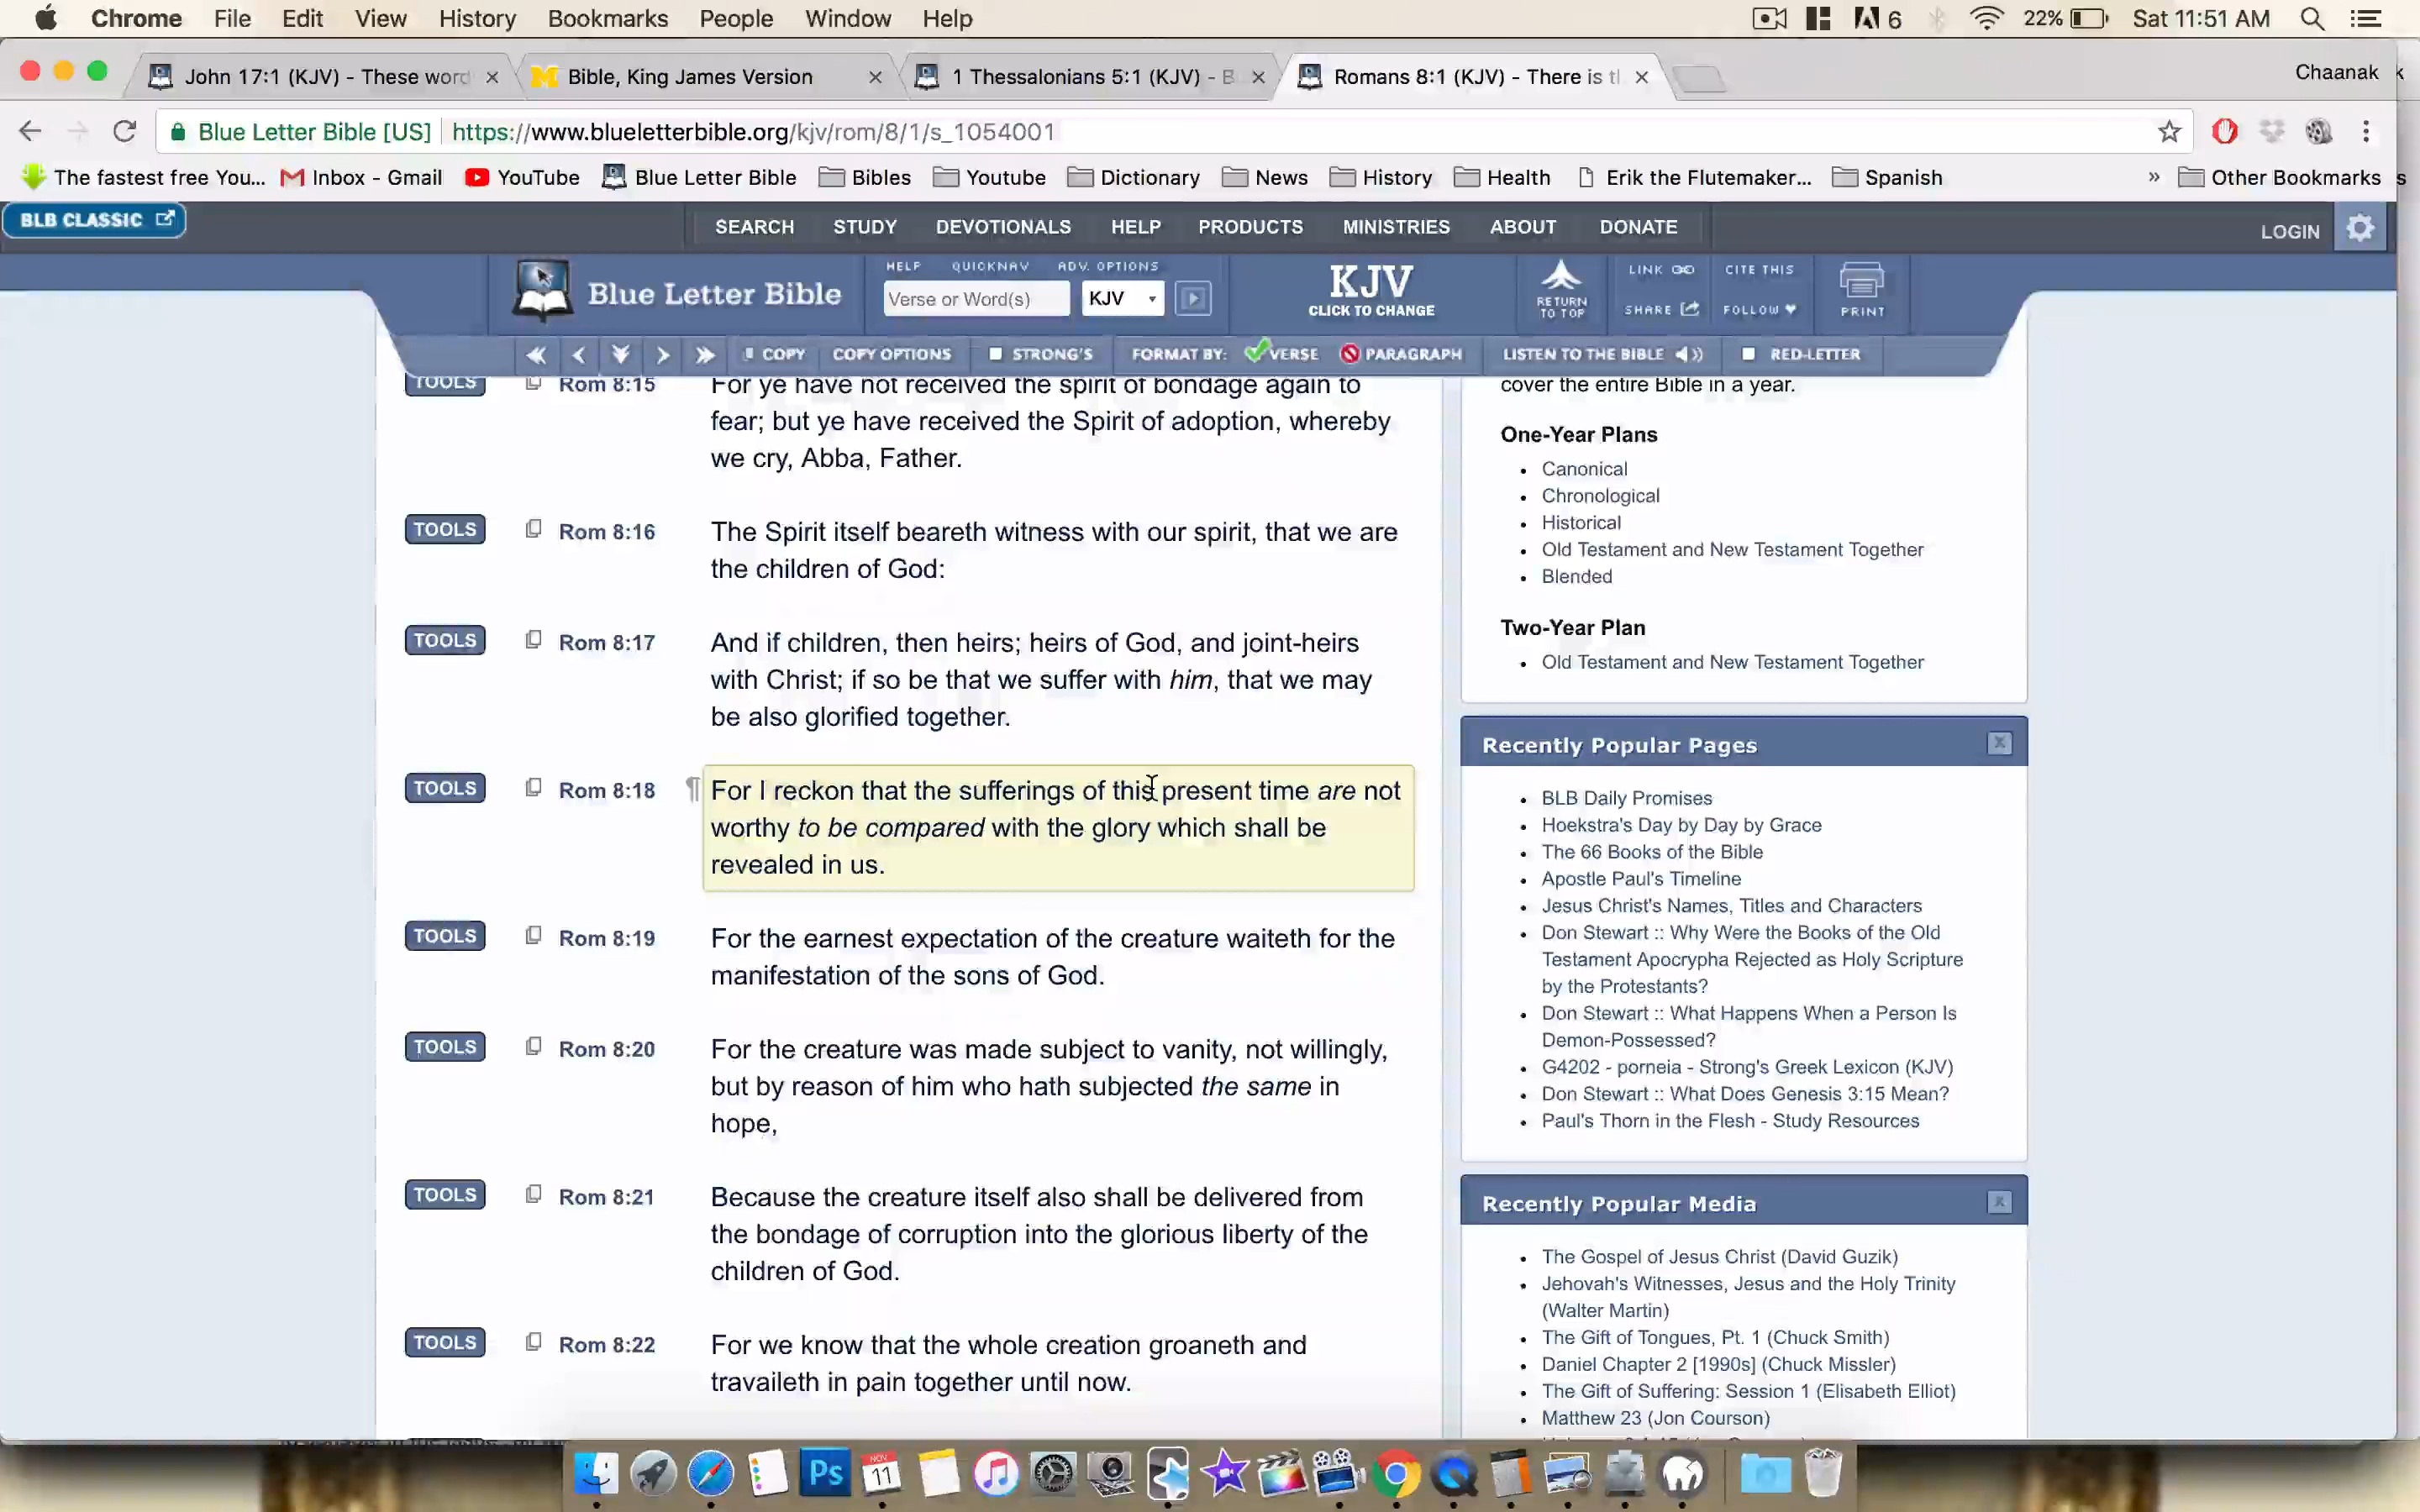 Chrome File Edit View History Bookmarks People Window Help 6 22% Sat 11:51 AM
John 17:1 (KJV) - These word
Bible, King James Version
1 Thessalonians 5:1 (KJV) - B
Romans 8:1 (KJV) - There is th
Chaanak
Blue Letter Bible [US] https://www.blueletterbible.org/kjv/rom/8/1/s_1054001
The fastest free You... Inbox - Gmail YouTube Blue Letter Bible Bibles Youtube Dictionary News History Health Erik the Flutemaker... Spanish » Other Bookmarks
BLB CLASSIC
SEARCH STUDY DEVOTIONALS HELP PRODUCTS MINISTRIES ABOUT DONATE
LOGIN
Blue Letter Bible
HELP QUICKNAV ADV. OPTIONS
Verse or Word(s) KJV
KJV
CLICK TO CHANGE
RETURN
TO TOP
LINK CITE THIS
SHARE FOLLOW
PRINT
COPY COPY OPTIONS STRONG'S FORMAT BY: VERSE PARAGRAPH LISTEN TO THE BIBLE RED-LETTER
TOOLS Rom 8:15 For ye have not received the spirit of bondage again to
fear; but ye have received the Spirit of adoption, whereby
we cry, Abba, Father.
TOOLS Rom 8:16 The Spirit itself beareth witness with our spirit, that we are
the children of God:
TOOLS Rom 8:17 And if children, then heirs; heirs of God, and joint-heirs
with Christ; if so be that we suffer with him, that we may
be also glorified together.
TOOLS Rom 8:18 ¶ For I reckon that the sufferings of this present time are not
worthy to be compared with the glory which shall be
revealed in us.
TOOLS Rom 8:19 For the earnest expectation of the creature waiteth for the
manifestation of the sons of God.
TOOLS Rom 8:20 For the creature was made subject to vanity, not willingly,
but by reason of him who hath subjected the same in
hope,
TOOLS Rom 8:21 Because the creature itself also shall be delivered from
the bondage of corruption into the glorious liberty of the
children of God.
TOOLS Rom 8:22 For we know that the whole creation groaneth and
travaileth in pain together until now.
cover the entire Bible in a year.
One-Year Plans
Canonical
Chronological
Historical
Old Testament and New Testament Together
Blended
Two-Year Plan
Old Testament and New Testament Together
Recently Popular Pages
BLB Daily Promises
Hoekstra's Day by Day by Grace
The 66 Books of the Bible
Apostle Paul's Timeline
Jesus Christ's Names, Titles and Characters
Don Stewart :: Why Were the Books of the Old
Testament Apocrypha Rejected as Holy Scripture
by the Protestants?
Don Stewart :: What Happens When a Person Is
Demon-Possessed?
G4202 - porneia - Strong's Greek Lexicon (KJV)
Don Stewart :: What Does Genesis 3:15 Mean?
Paul's Thorn in the Flesh - Study Resources
Recently Popular Media
The Gospel of Jesus Christ (David Guzik)
Jehovah's Witnesses, Jesus and the Holy Trinity
(Walter Martin)
The Gift of Tongues, Pt. 1 (Chuck Smith)
Daniel Chapter 2 [1990s] (Chuck Missler)
The Gift of Suffering: Session 1 (Elisabeth Elliot)
Matthew 23 (Jon Courson)
Ps
NOV
11